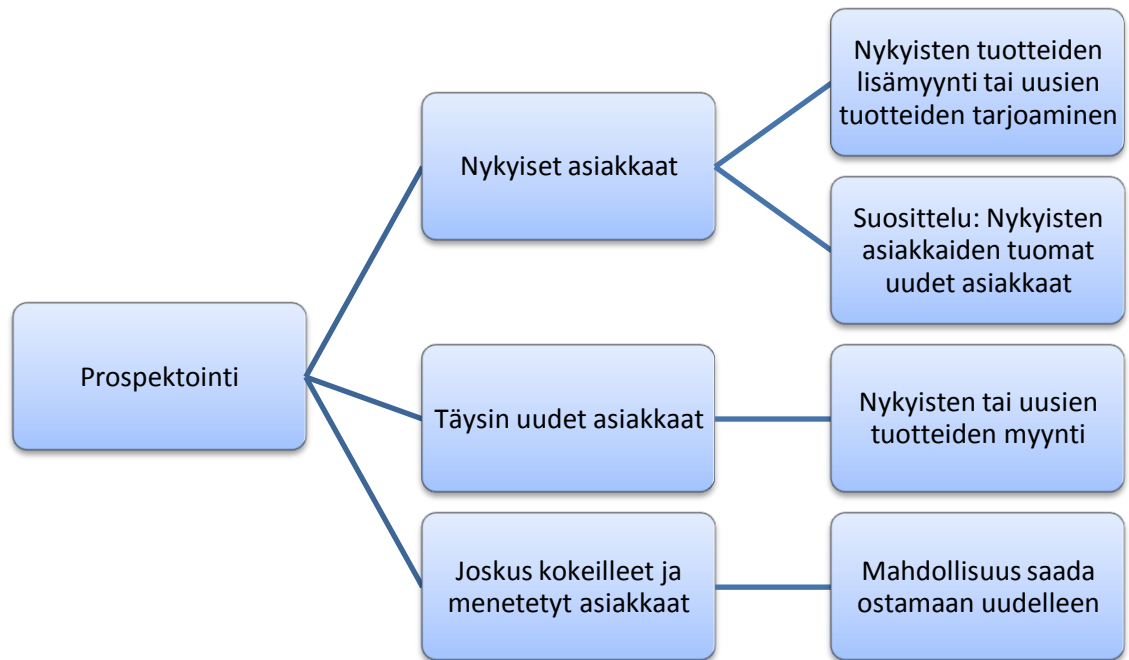 Prospektointi
Nykyiset asiakkaat
Nykyisten tuotteiden
lisämyynti tai uusien
tuotteiden tarjoaminen
Suosittelu: Nykyisten
asiakkaiden tuomat
uudet asiakkaat
Täysin uudet asiakkaat
Nykyisten tai uusien
tuotteiden myynti
Joskus kokeilleet ja
menetetyt asiakkaat
Mahdollisuus saada
ostamaan uudelleen